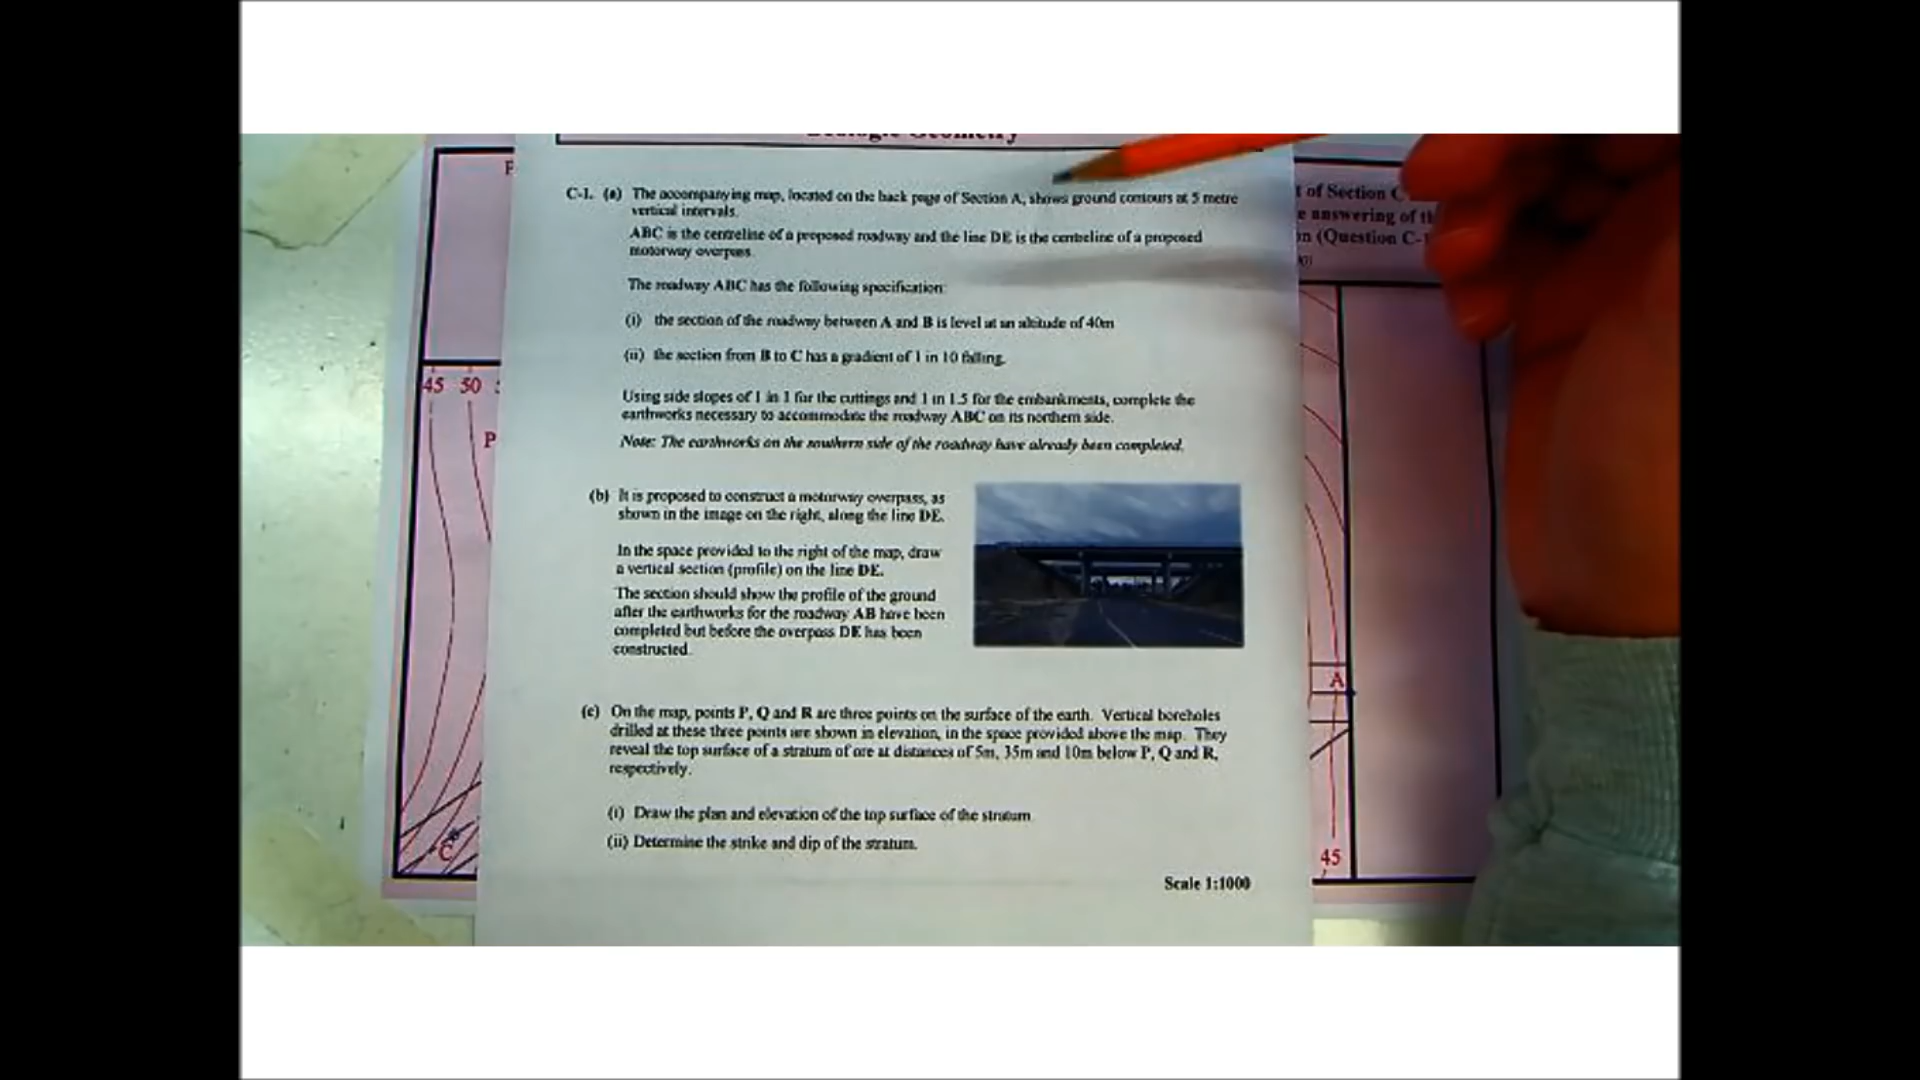 Geologic Geometry
C-1. (a) The accompanying map, located on the back page of Section A, shows ground contours at 5 metre
vertical intervals.
ABC is the centreline of a proposed roadway and the line DE is the centreline of a proposed
motorway overpass.
The roadway ABC has the following specification:
(i) the section of the roadway between A and B is level at an altitude of 40m
(ii) the section from B to C has a gradient of 1 in 10 falling.
Using side slopes of 1 in 1 for the cuttings and 1 in 1.5 for the embankments, complete the
earthworks necessary to accommodate the roadway ABC on its northern side.
Note: The earthworks on the southern side of the roadway have already been completed.
(b) It is proposed to construct a motorway overpass, as
shown in the image on the right, along the line DE.
In the space provided to the right of the map, draw
a vertical section (profile) on the line DE.
The section should show the profile of the ground
after the earthworks for the roadway AB have been
completed but before the overpass DE has been
constructed.
(c) On the map, points P, Q and R are three points on the surface of the earth. Vertical boreholes
drilled at these three points are shown in elevation, in the space provided above the map. They
reveal the top surface of a stratum of ore at distances of 5m, 35m and 10m below P, Q and R,
respectively.
(i) Draw the plan and elevation of the top surface of the stratum.
(ii) Determine the strike and dip of the stratum.
Scale 1:1000
45 50
P
C
t of Section C
e answering of th
n (Question C-1
A
45